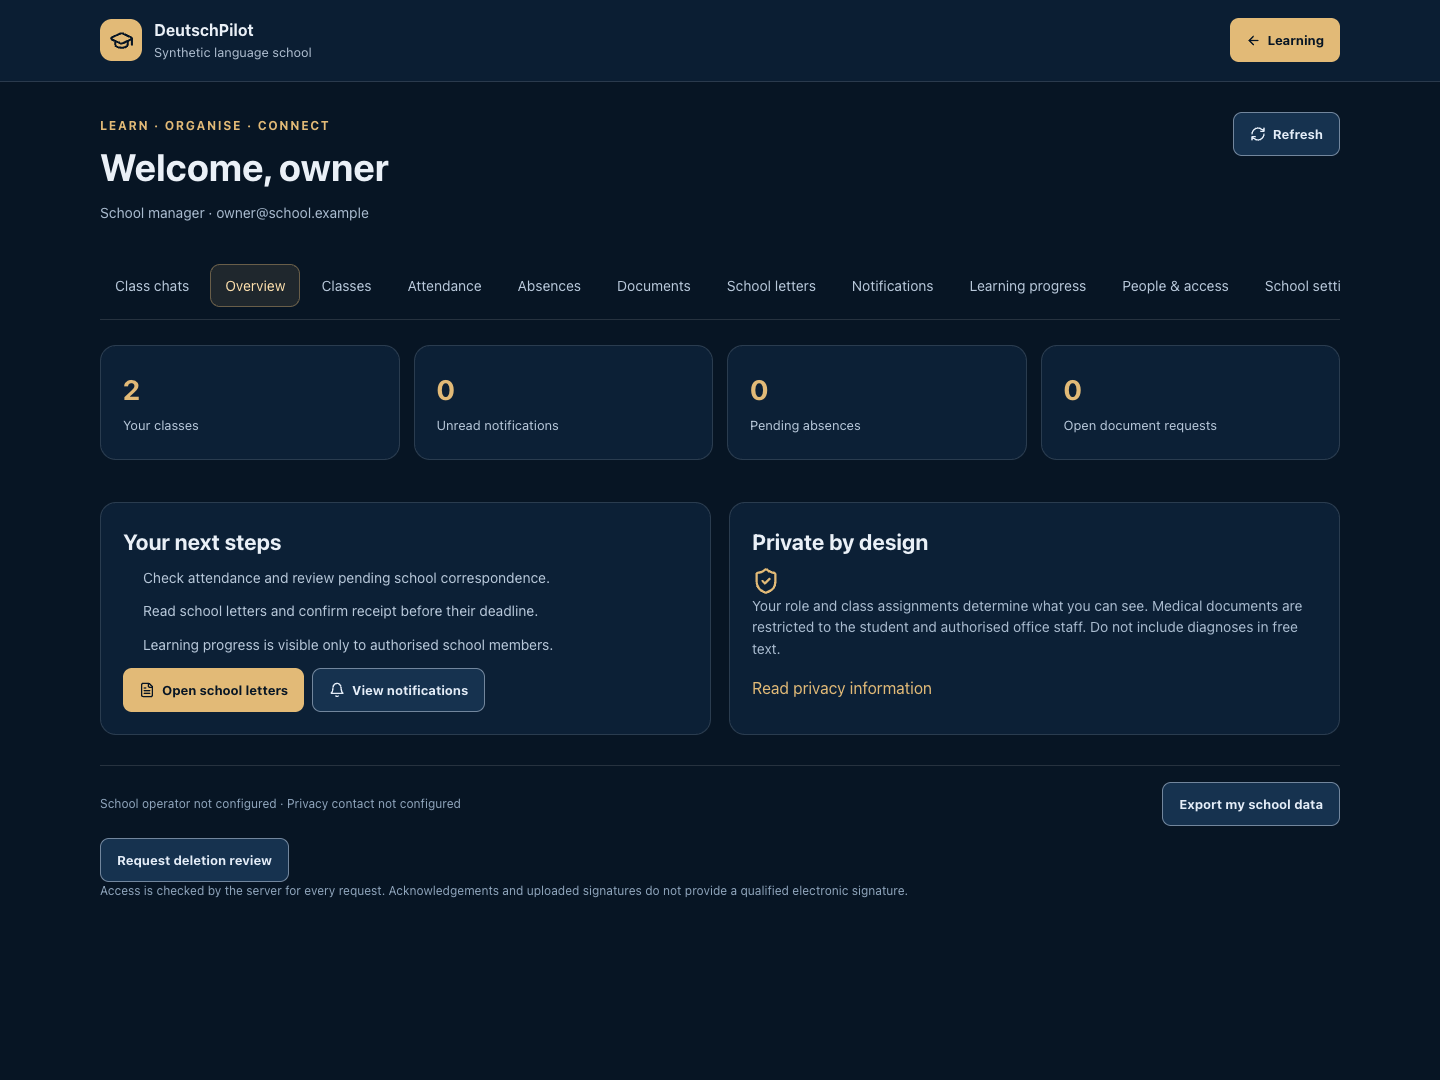 DeutschPilot
Synthetic language school
Learning
LEARN · ORGANISE · CONNECT
Refresh
Welcome, owner
School manager · owner@school.example
Class chats Overview Classes Attendance Absences Documents School letters Notifications Learning progress People & access School setti
2
Your classes
0
Unread notifications
0
Pending absences
0
Open document requests
Your next steps
Check attendance and review pending school correspondence.
Read school letters and confirm receipt before their deadline.
Learning progress is visible only to authorised school members.
Open school letters View notifications
Private by design
Your role and class assignments determine what you can see. Medical documents are
restricted to the student and authorised office staff. Do not include diagnoses in free
text.
Read privacy information
School operator not configured · Privacy contact not configured
Export my school data
Request deletion review
Access is checked by the server for every request. Acknowledgements and uploaded signatures do not provide a qualified electronic signature.